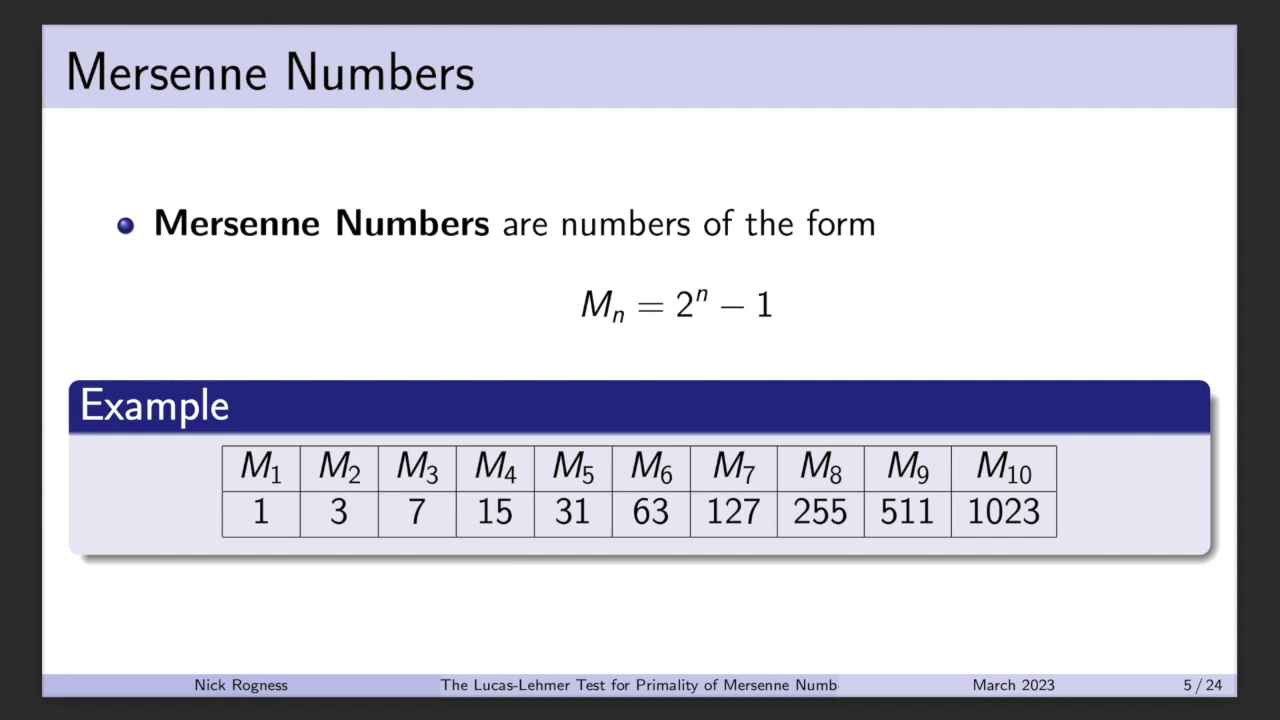 Mersenne Numbers
Mersenne Numbers are numbers of the form
Mₙ = 2ⁿ − 1
Example
M₁ M₂ M₃ M₄ M₅ M₆ M₇ M₈ M₉ M₁₀
1 3 7 15 31 63 127 255 511 1023
Nick Rogness The Lucas-Lehmer Test for Primality of Mersenne Numb March 2023 5 / 24